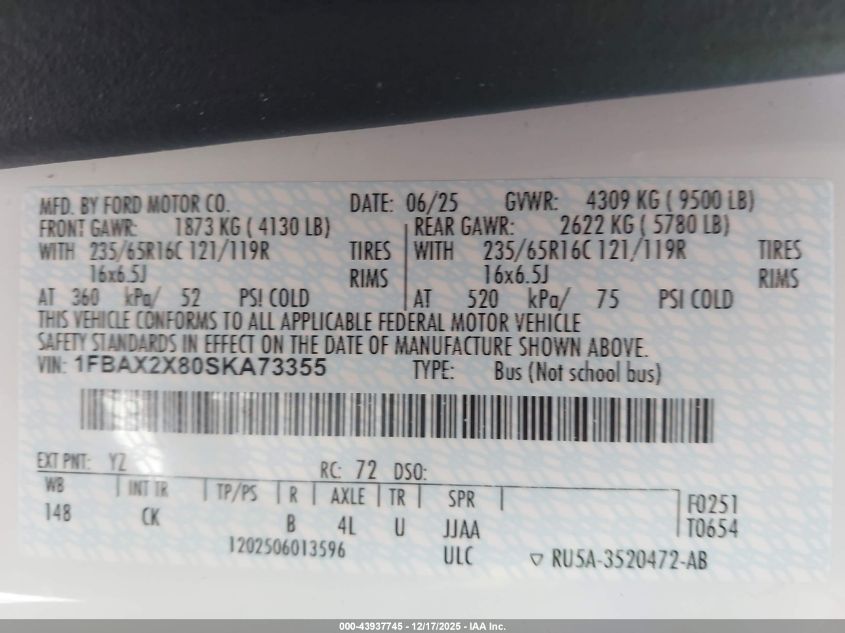 MFD. BY FORD MOTOR CO. DATE: 06/25 GVWR: 4309 KG ( 9500 LB)
FRONT GAWR: 1873 KG ( 4130 LB) REAR GAWR: 2622 KG ( 5780 LB)
WITH 235/65R16C 121/119R TIRES WITH 235/65R16C 121/119R TIRES
16x6.5J RIMS 16x6.5J RIMS
AT 360 kPa/ 52 PSI COLD AT 520 kPa/ 75 PSI COLD
THIS VEHICLE CONFORMS TO ALL APPLICABLE FEDERAL MOTOR VEHICLE
SAFETY STANDARDS IN EFFECT ON THE DATE OF MANUFACTURE SHOWN ABOVE.
VIN: 1FBAX2X80SKA73355 TYPE: Bus (Not school bus)
EXT PNT: YZ RC: 72 DSO:
WB INT TR TP/PS R AXLE TR SPR F0251
148 CK B 4L U JJAA T0654
1202506013596 ULC ▽ RU5A-3520472-AB
000-43937745 - 12/17/2025 - IAA Inc.